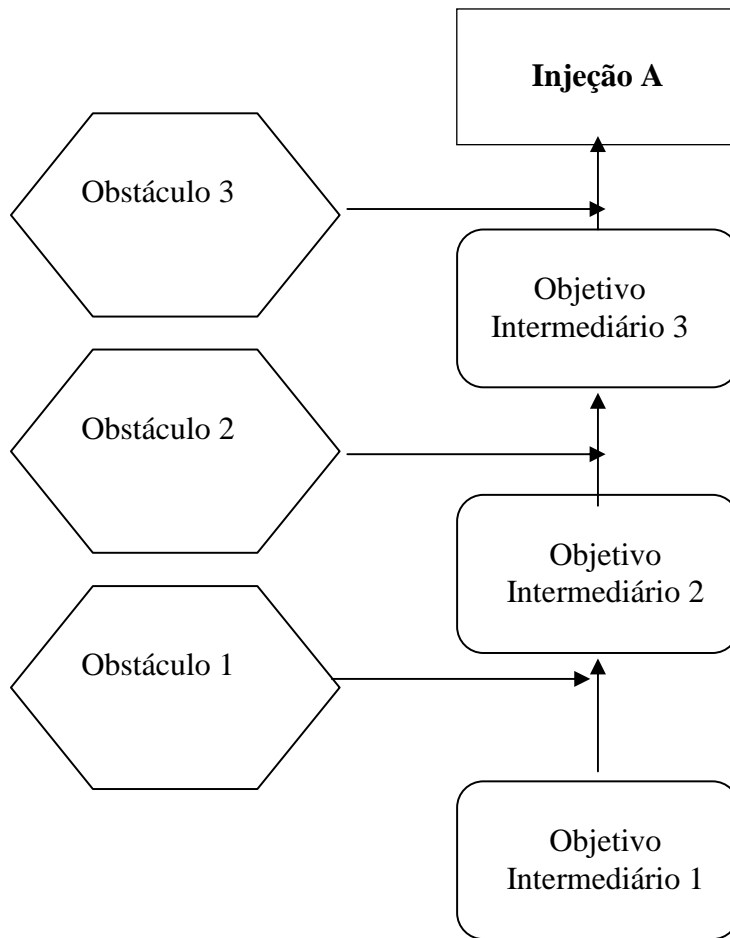 Injeção A
Obstáculo 3
Objetivo
Intermediário 3
Obstáculo 2
Objetivo
Intermediário 2
Obstáculo 1
Objetivo
Intermediário 1